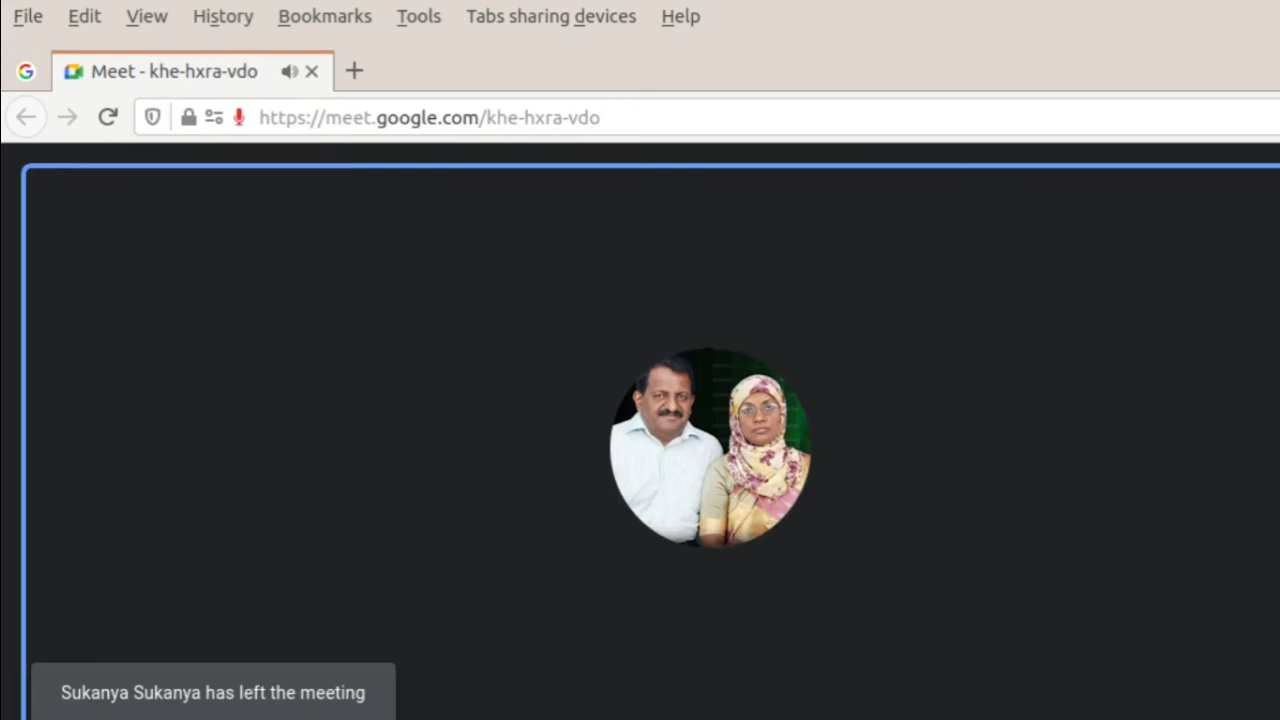 File Edit View History Bookmarks Tools Tabs sharing devices Help
Meet - khe-hxra-vdo
https://meet.google.com/khe-hxra-vdo
Sukanya Sukanya has left the meeting